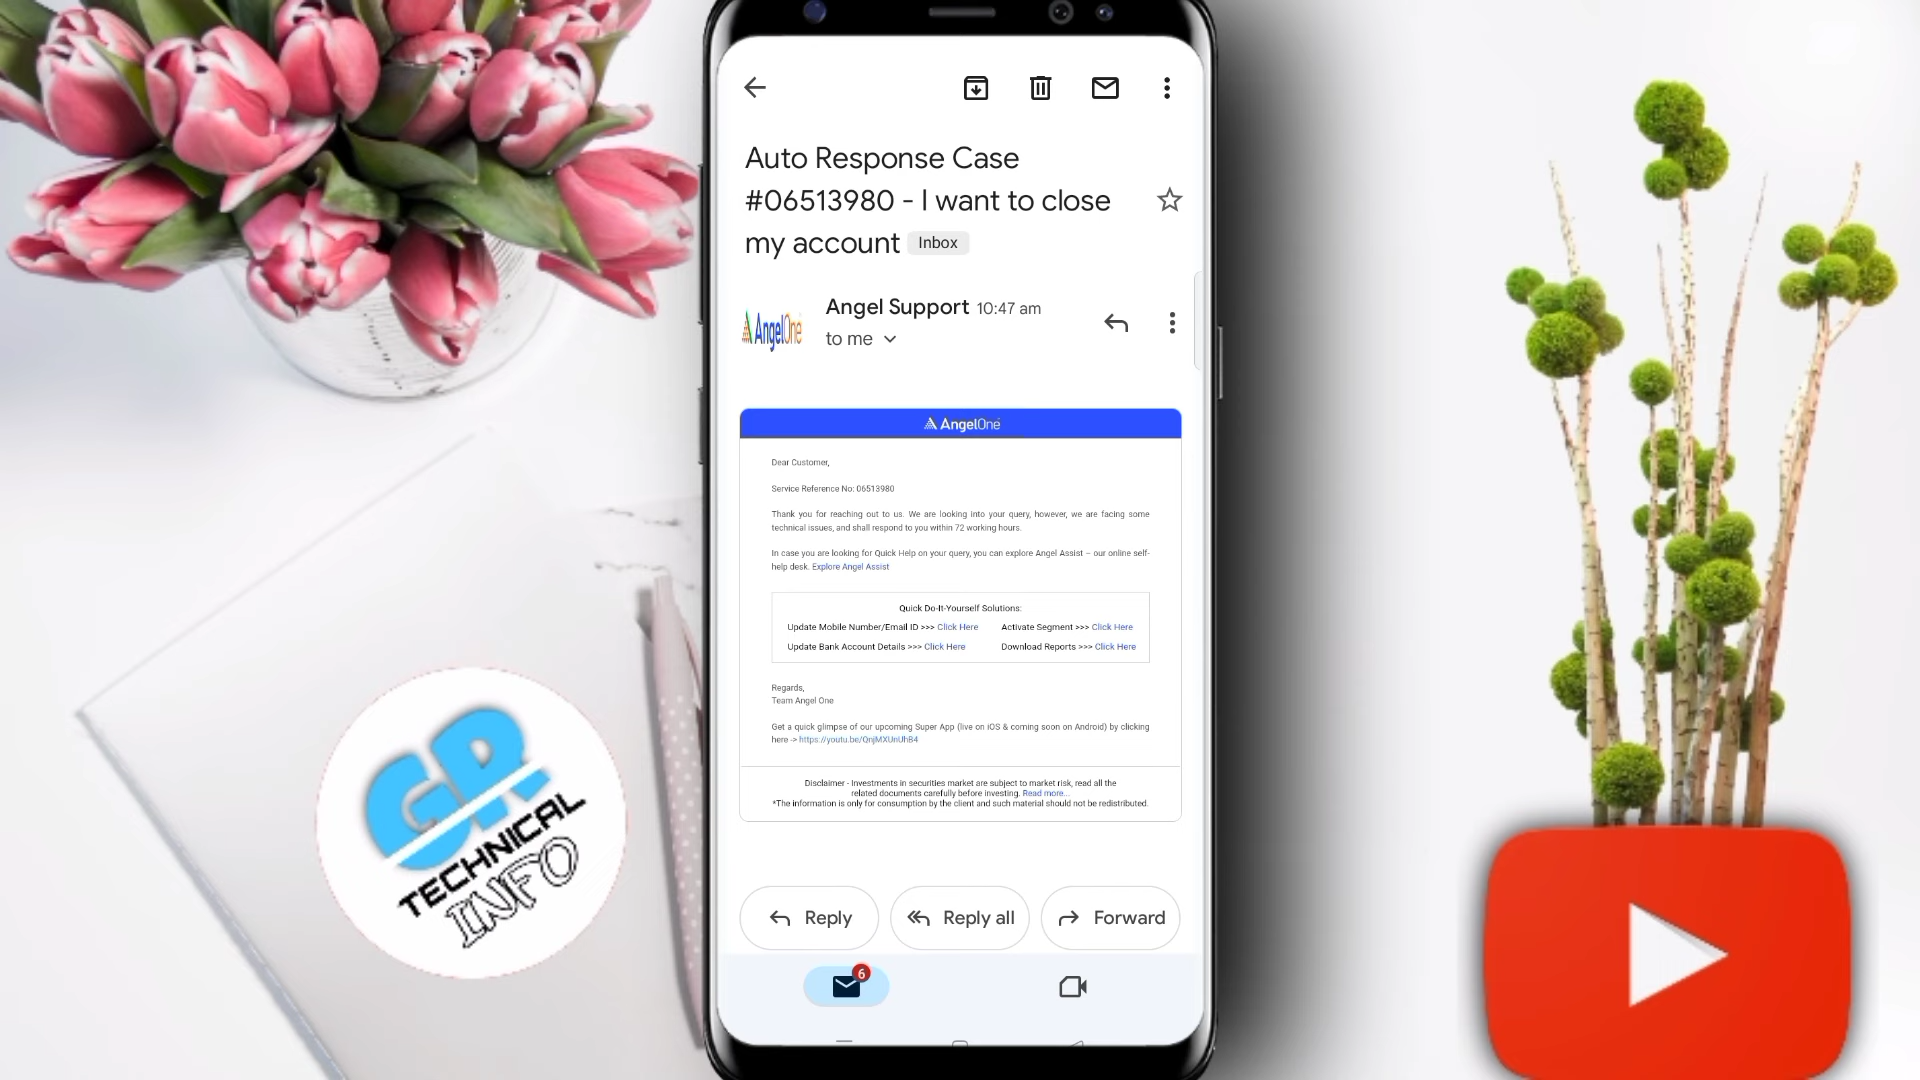 Auto Response Case
#06513980 - I want to close
my account Inbox
Angel Support 10:47 am
to me
AngelOne
AngelOne
Dear Customer,
Service Reference No: 06513980
Thank you for reaching out to us. We are looking into your query, however, we are facing some
technical issues, and shall respond to you within 72 working hours.
In case you are looking for Quick Help on your query, you can explore Angel Assist – our online self-
help desk. Explore Angel Assist
Quick Do-It-Yourself Solutions:
Update Mobile Number/Email ID >>> Click Here Activate Segment >>> Click Here
Update Bank Account Details >>> Click Here Download Reports >>> Click Here
Regards,
Team Angel One
Get a quick glimpse of our upcoming Super App (live on iOS & coming soon on Android) by clicking
here -> https://youtu.be/QnjMXUnUhB4
Disclaimer - Investments in securities market are subject to market risk, read all the
related documents carefully before investing. Read more...
*The information is only for consumption by the client and such material should not be redistributed.
Reply Reply all Forward
6
GR
TECHNICAL
INFO